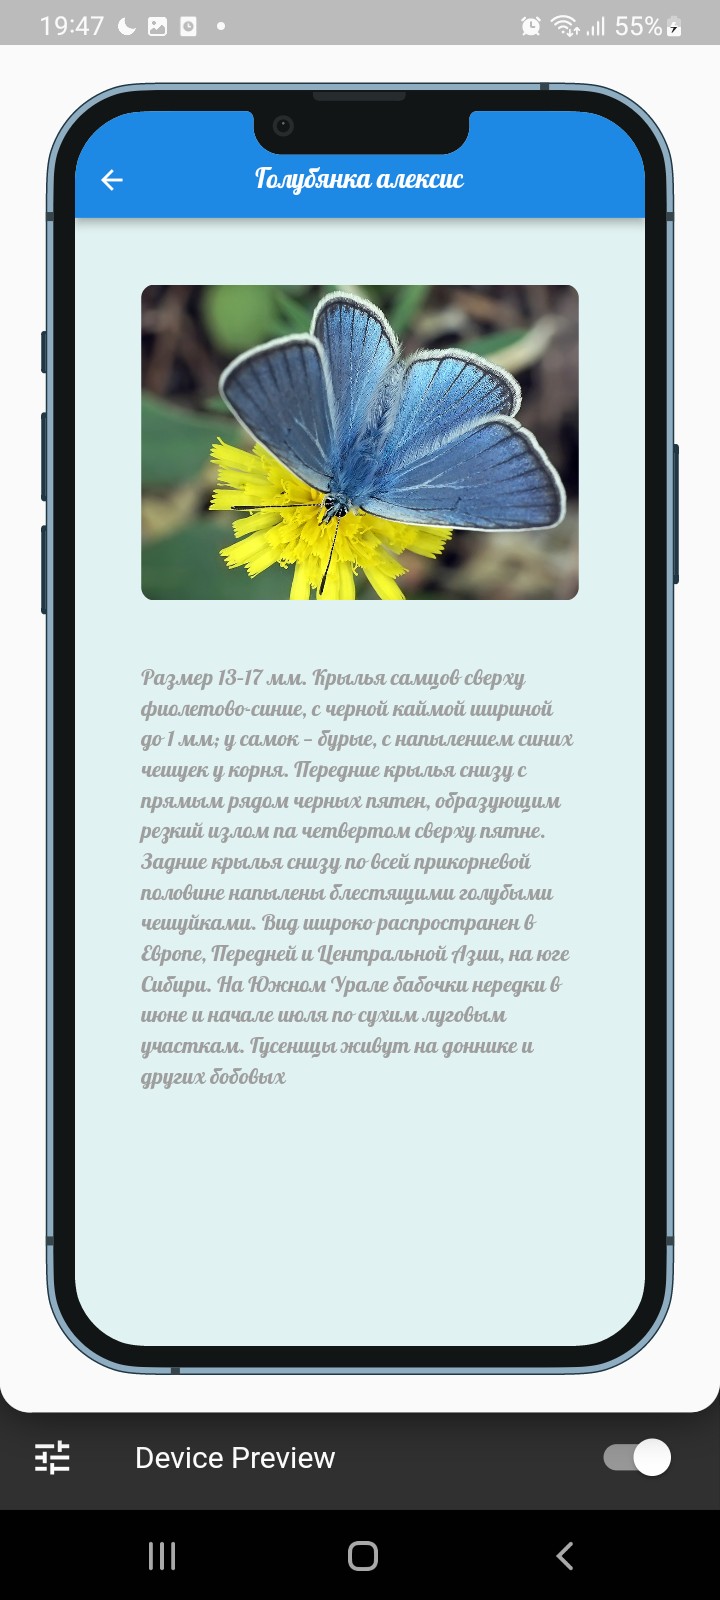 19:47
55%
Голубянка алексис
Размер 13-17 мм. Крылья самцов сверху
фиолетово-синие, с черной каймой шириной
до 1 мм; у самок – бурые, с напылением синих
чешуек у корня. Передние крылья снизу с
прямым рядом черных пятен, образующим
резкий излом па четвертом сверху пятне.
Задние крылья снизу по всей прикорневой
половине напылены блестящими голубыми
чешуйками. Вид широко распространен в
Европе, Передней и Центральной Азии, на юге
Сибири. На Южном Урале бабочки нередки в
июне и начале июля по сухим луговым
участкам. Гусеницы живут на доннике и
других бобовых
Device Preview